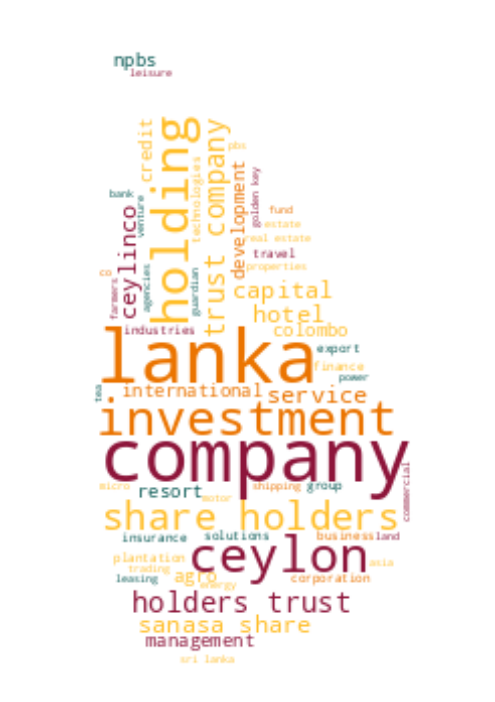 npbs
leisure
credit
holding
trust company
pbs
technologies
development
golden key
bank
venture
ceylinco
fund
estate
real estate
travel
properties
co
farmers
agencies
guardian
capital
hotel
industries
colombo
lanka
export
finance
power
tea
international
service
investment
company
commercial
micro
resort
motor
shipping
group
share holders
insurance
solutions
business
land
ceylon
plantation
trading
asia
leasing
agro
energy
corporation
holders trust
sanasa share
management
sri lanka